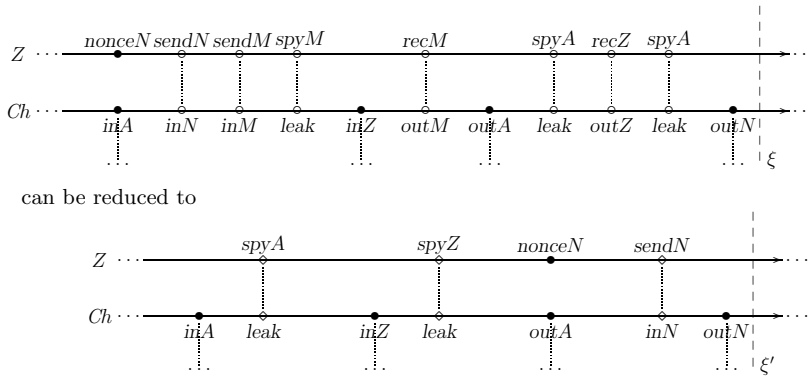 nonceN sendN sendM spyM recM spyA recZ spyA
Z ··· ···
Ch ··· ···
inA inN inM leak inZ outM outA leak outZ leak outN
... ... ... ... ξ
can be reduced to
spyA spyZ nonceN sendN
Z ··· ···
Ch ··· ···
inA leak inZ leak outA inN outN
... ... ... ... ξ′